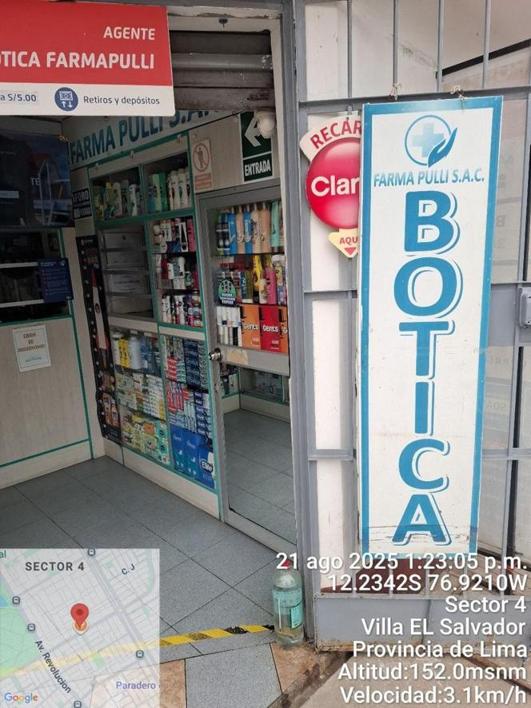 AGENTE
TICA FARMAPULLI
a S/5.00
Retiros y depósitos
FARMA PULLI S.A.
ENTRADA
RECAR
Clar
AQU
FARMA PULLI S.A.C.
BOTICA
SECTOR 4
Av. Revolucion
Paradero
Google
21 ago 2025 1:23:05 p.m.
12.2342S 76.9210W
Sector 4
Villa EL Salvador
Provincia de Lima
Altitud:152.0msnm
Velocidad:3.1km/h